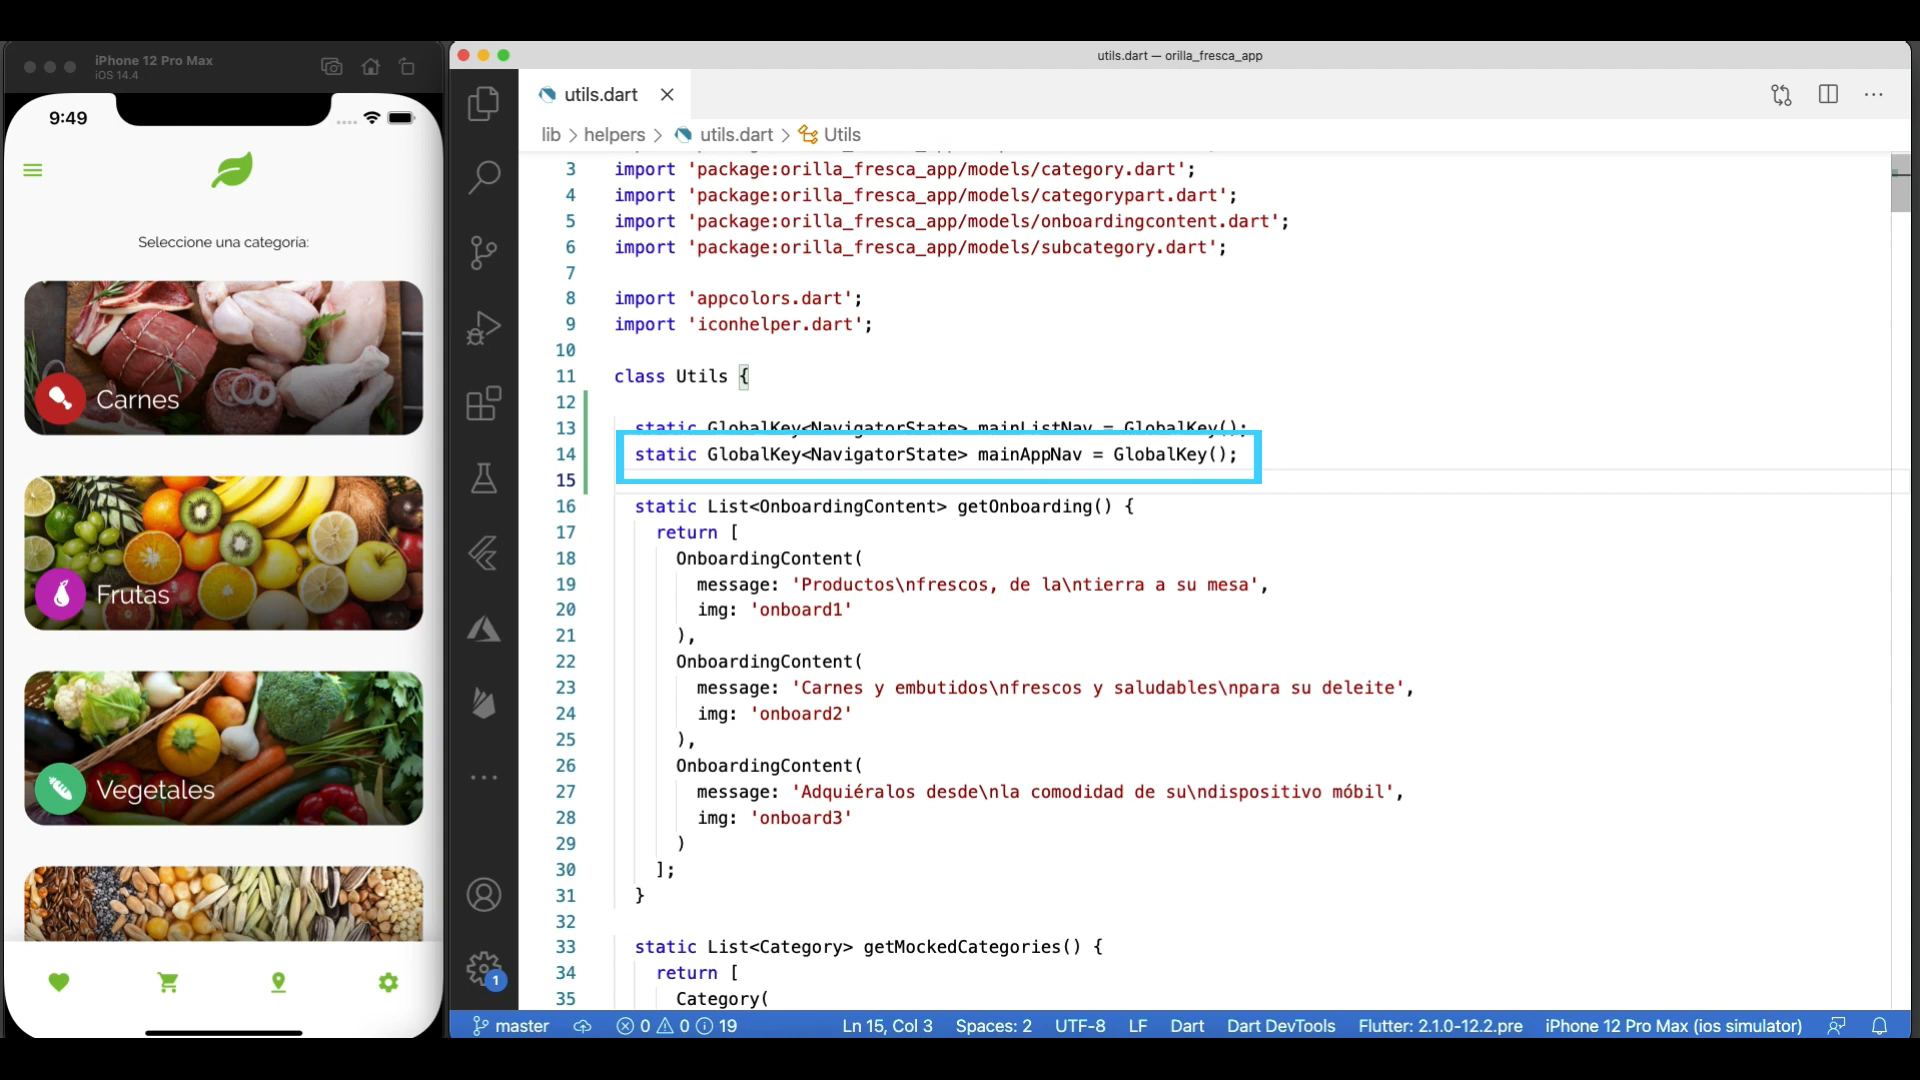 iPhone 12 Pro Max
iOS 14.4
9:49
Seleccione una categoría:
Carnes
Frutas
Vegetales
utils.dart — orilla_fresca_app
utils.dart
lib > helpers > utils.dart > Utils
3 import 'package:orilla_fresca_app/models/category.dart';
4 import 'package:orilla_fresca_app/models/categorypart.dart';
5 import 'package:orilla_fresca_app/models/onboardingcontent.dart';
6 import 'package:orilla_fresca_app/models/subcategory.dart';
7
8 import 'appcolors.dart';
9 import 'iconhelper.dart';
10
11 class Utils {
12
13 static GlobalKey<NavigatorState> mainListNav = GlobalKey();
14 static GlobalKey<NavigatorState> mainAppNav = GlobalKey();
15
16 static List<OnboardingContent> getOnboarding() {
17 return [
18 OnboardingContent(
19 message: 'Productos\nfrescos, de la\ntierra a su mesa',
20 img: 'onboard1'
21 ),
22 OnboardingContent(
23 message: 'Carnes y embutidos\nfrescos y saludables\npara su deleite',
24 img: 'onboard2'
25 ),
26 OnboardingContent(
27 message: 'Adquiéralos desde\nla comodidad de su\ndispositivo móbil',
28 img: 'onboard3'
29 )
30 ];
31 }
32
33 static List<Category> getMockedCategories() {
34 return [
35 Category(
1
master 0 0 19 Ln 15, Col 3 Spaces: 2 UTF-8 LF Dart Dart DevTools Flutter: 2.1.0-12.2.pre iPhone 12 Pro Max (ios simulator)